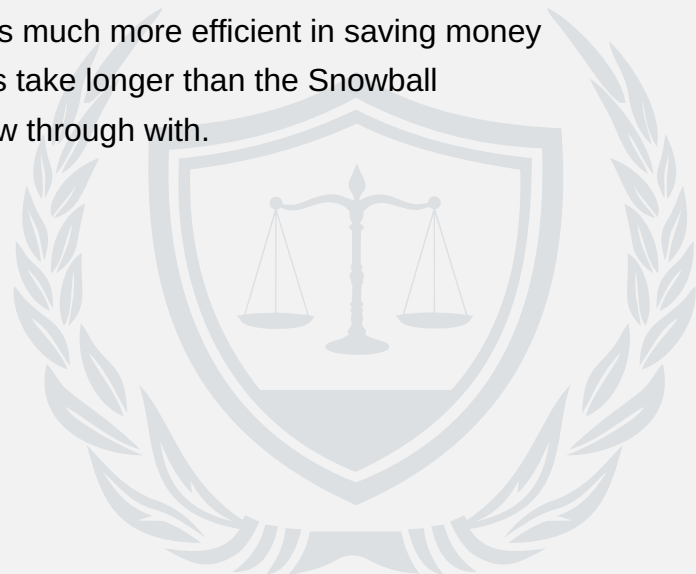 s much more efficient in saving money
s take longer than the Snowball
w through with.